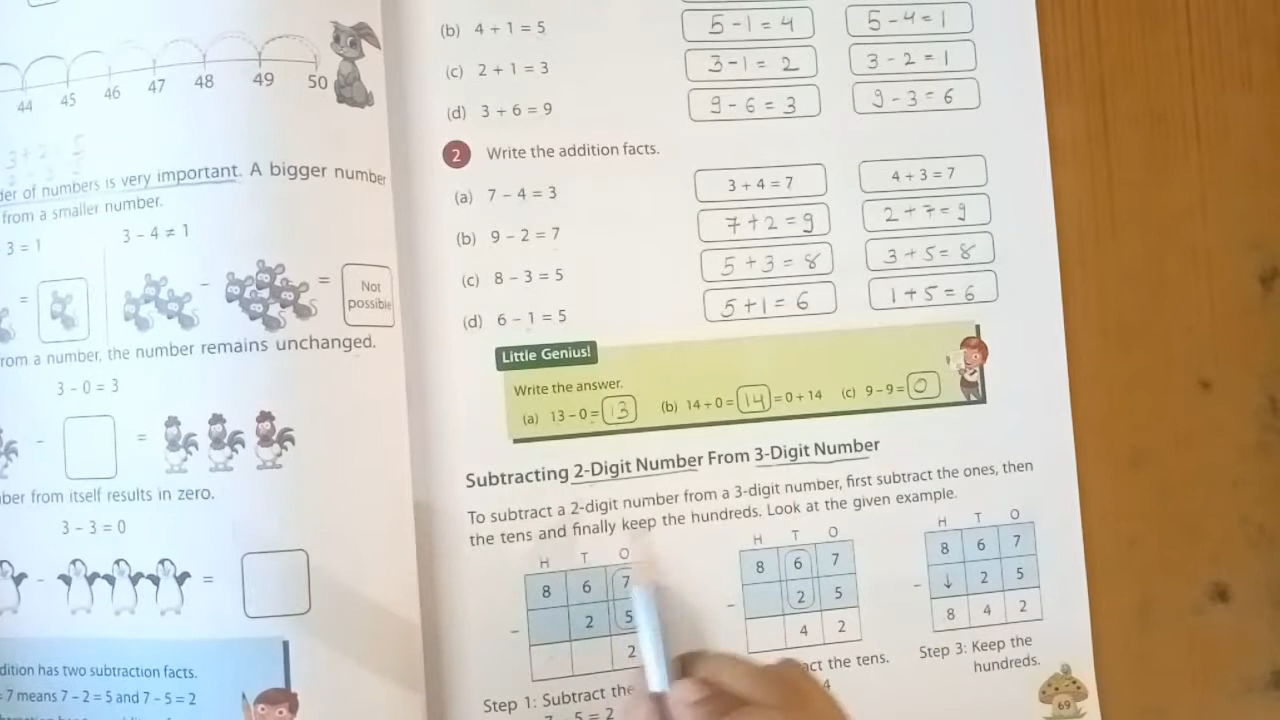 44 45 46 47 48 49 50
3+2= 5
der of numbers is very important. A bigger number
from a smaller number.
3 = 1
3 – 4 ≠ 1
= – = Not possible
rom a number, the number remains unchanged.
3 – 0 = 3
– =
ber from itself results in zero.
3 – 3 = 0
– =
dition has two subtraction facts.
= 7 means 7 – 2 = 5 and 7 – 5 = 2
(b) 4 + 1 = 5 5 - 1 = 4 5 - 4 = 1
(c) 2 + 1 = 3 3 - 1 = 2 3 - 2 = 1
(d) 3 + 6 = 9 9 - 6 = 3 9 - 3 = 6
2 Write the addition facts.
(a) 7 – 4 = 3 3 + 4 = 7 4 + 3 = 7
(b) 9 – 2 = 7 7 + 2 = 9 2 + 7 = 9
(c) 8 – 3 = 5 5 + 3 = 8 3 + 5 = 8
(d) 6 – 1 = 5 5 + 1 = 6 1 + 5 = 6
Little Genius!
Write the answer.
(a) 13 – 0 = 13 (b) 14 + 0 = 14 = 0 + 14 (c) 9 – 9 = 0
Subtracting 2-Digit Number From 3-Digit Number
To subtract a 2-digit number from a 3-digit number, first subtract the ones, then
the tens and finally keep the hundreds. Look at the given example.
H T O
8 6 7
– 2 5
2
Step 1: Subtract the
7 – 5 = 2
H T O
8 6 7
– 2 5
4 2
act the tens.
4
H T O
8 6 7
– ↓ 2 5
8 4 2
Step 3: Keep the
hundreds.
69